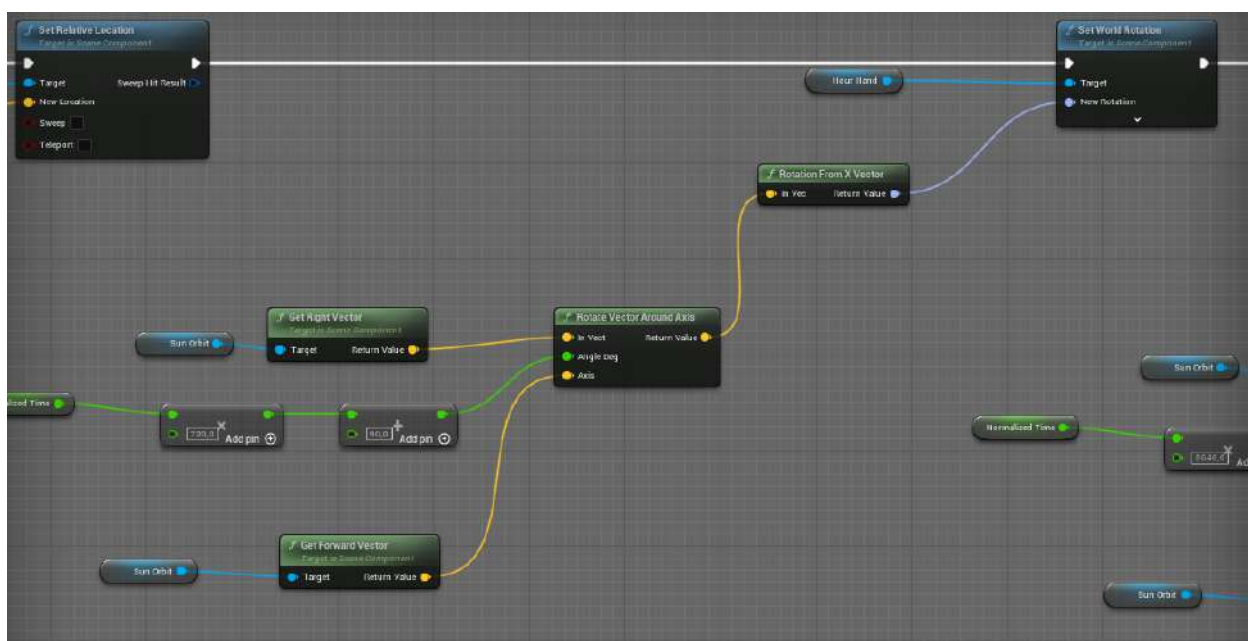 Set Relative Location
Target is Scene Component
Target
Sweep Hit Result
New Location
Sweep
Teleport
Hour Hand
Set World Rotation
Target is Scene Component
Target
New Rotation
Rotation From X Vector
In Vec
Return Value
Get Right Vector
Target is Scene Component
Sun Orbit
Target
Return Value
Rotate Vector Around Axis
In Vect
Return Value
Angle Deg
Axis
alized Time
720,0
Add pin
90,0
Add pin
Sun Orbit
Normalized Time
Ad
Get Forward Vector
Target is Scene Component
Sun Orbit
Target
Return Value
Sun Orbit